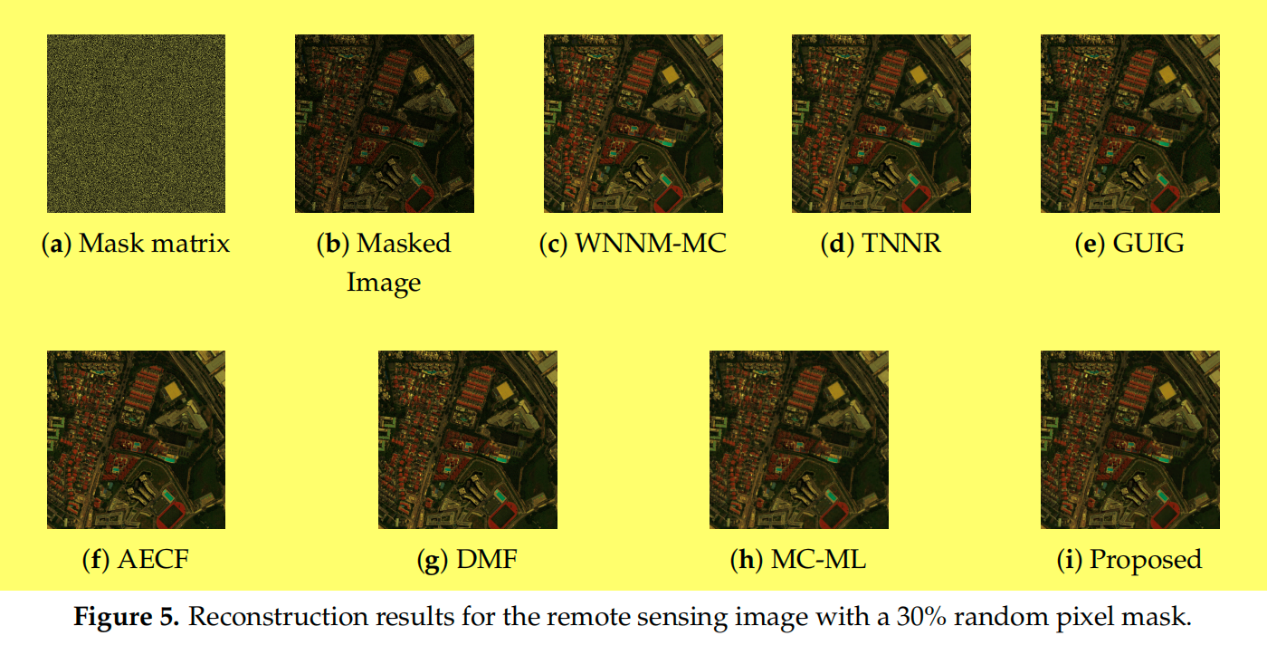 (a) Mask matrix
(b) Masked Image
(c) WNNM-MC
(d) TNNR
(e) GUIG
(f) AECF
(g) DMF
(h) MC-ML
(i) Proposed
Figure 5. Reconstruction results for the remote sensing image with a 30% random pixel mask.